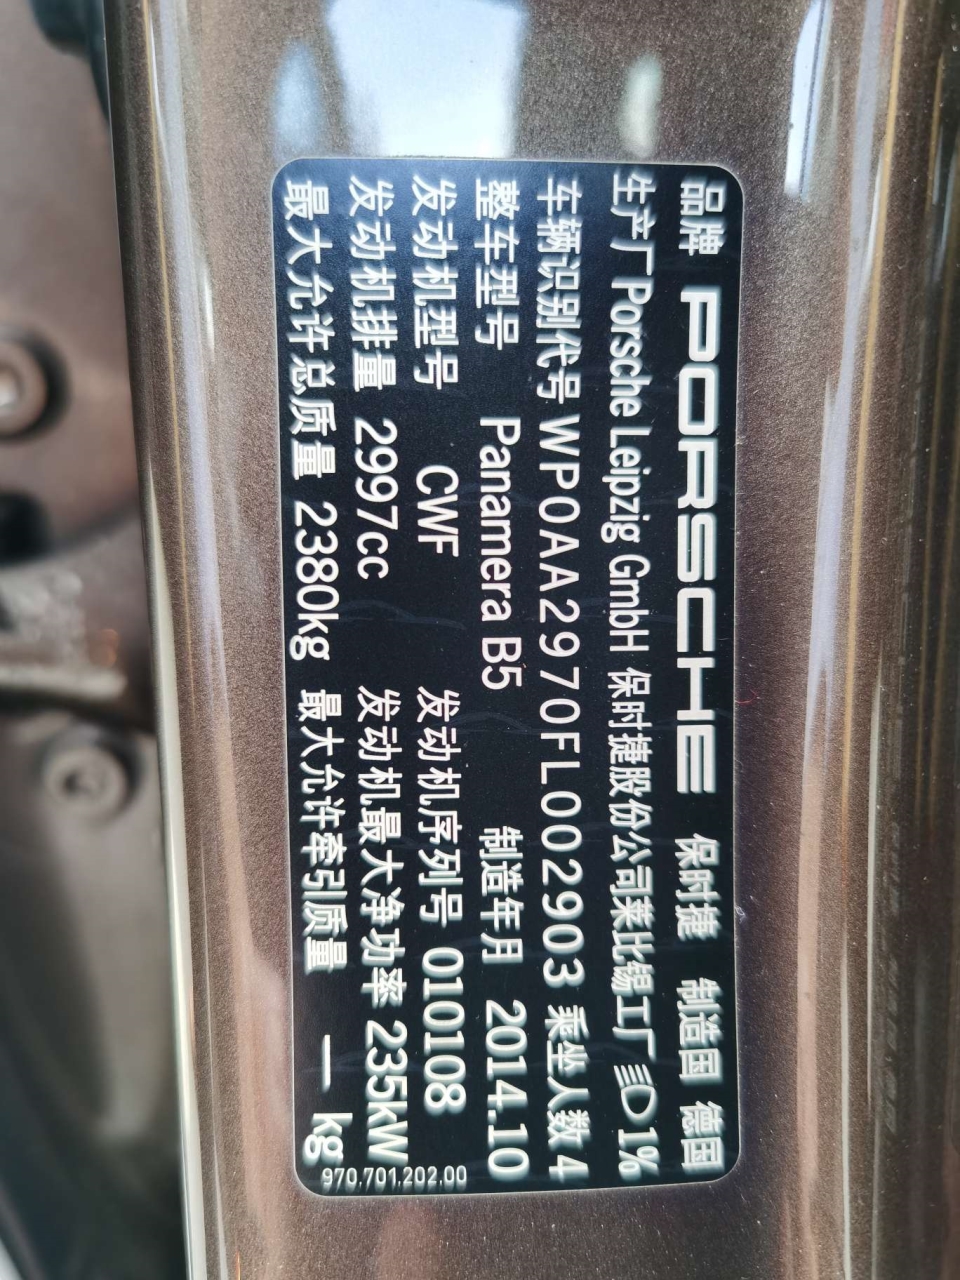 品牌 PORSCHE 保时捷 制造国 德国
生产厂 Porsche Leipzig GmbH 保时捷股份公司莱比锡工厂 1%
车辆识别代号 WP0AA2970FL002903 乘坐人数 4
整车型号 Panamera B5 制造年月 2014.10
发动机型号 CWF 发动机序列号 010108
发动机排量 2997cc 发动机最大净功率 235kW
最大允许总质量 2380kg 最大允许牵引质量 — kg
970.701.202.00